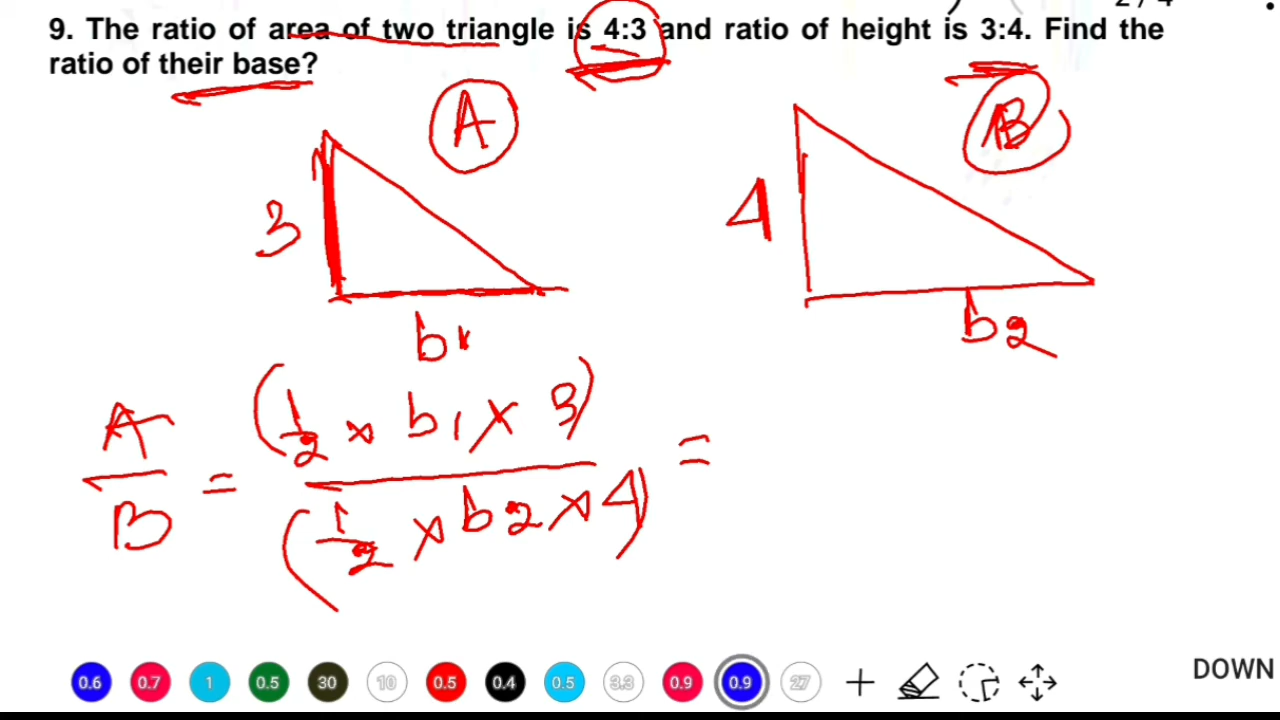 9. The ratio of area of two triangle is 4:3 and ratio of height is 3:4. Find the
ratio of their base?
A
B
3
4
b1
b2
A/B = (1/2 × b1 × 3) / (1/2 × b2 × 4) =
0.6 0.7 1 0.5 30 10 0.5 0.4 0.5 3.3 0.9 0.9 27
DOWN